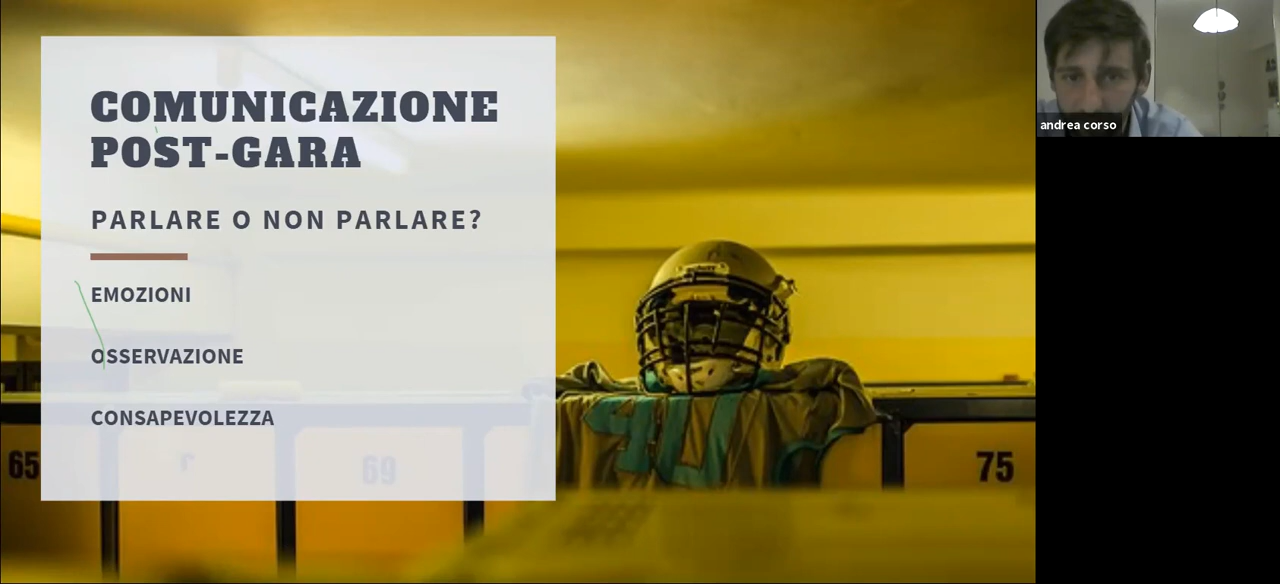 COMUNICAZIONE
POST-GARA
PARLARE O NON PARLARE?
EMOZIONI
OSSERVAZIONE
CONSAPEVOLEZZA
65
69
75
andrea corso